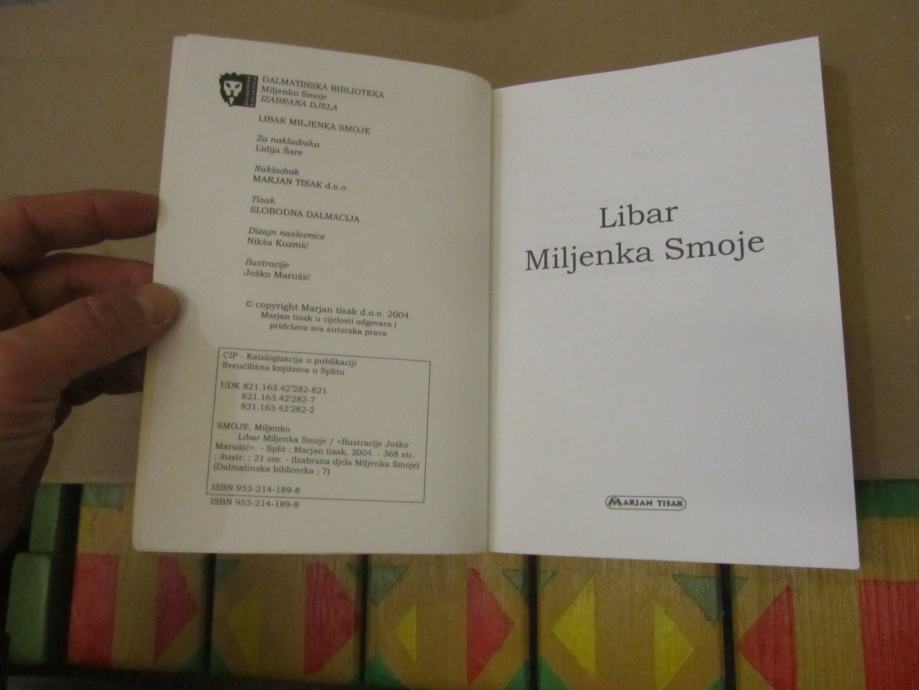 DALMATINSKA BIBLIOTEKA
Miljenko Smoje
IZABRANA DJELA
LIBAR MILJENKA SMOJE
Za nakladnika
Lidija Šare
Nakladnik
MARJAN TISAK d.o.o.
Tisak
SLOBODNA DALMACIJA
Dizajn naslovnice
Nikša Kuzmić
Ilustracije
Joško Marušić
© copyright Marjan tisak d.o.o. 2004.
Marjan tisak u cijelosti odgovara i
pridržava sva autorska prava
CIP - Katalogizacija u publikaciji
Sveučilišna knjižnica u Splitu
UDK 821.163.42'282-821
821.163.42'282-7
821.163.42'282-2
SMOJE, Miljenko
Libar Miljenka Smoje / <Ilustracije Joško
Marušić>. - Split : Marjan tisak, 2004. - 368 str.
; ilustr. ; 21 cm. - (Izabrana djela Miljenka Smoje)
(Dalmatinska biblioteka ; 7)
ISBN 953-214-189-8
ISBN 953-214-189-8
Libar
Miljenka Smoje
MARJAN TISAK